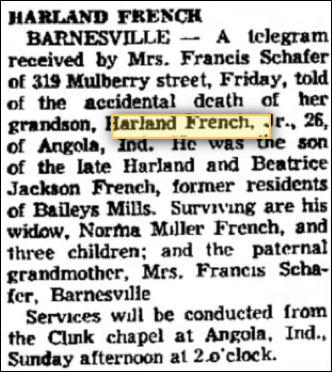 HARLAND FRENCH
BARNESVILLE — A telegram
received by Mrs. Francis Schafer
of 319 Mulberry street, Friday, told
of the accidental death of her
grandson, Harland French, Jr., 26,
of Angola, Ind. He was the son
of the late Harland and Beatrice
Jackson French, former residents
of Baileys Mills. Surviving are his
widow, Norma Miller French, and
three children; and the paternal
grandmother, Mrs. Francis Scha-
fer, Barnesville
Services will be conducted from
the Clink chapel at Angola, Ind.,
Sunday afternoon at 2 o'clock.